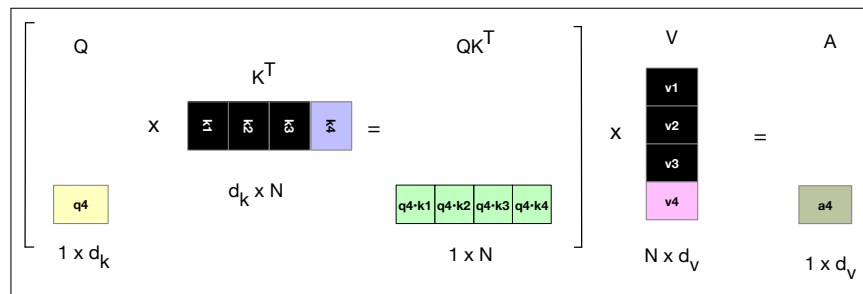 Q
K^T
QK^T
V
A
x
k1 k2 k3 k4
=
x
v1
v2
v3
v4
=
q4
q4•k1 q4•k2 q4•k3 q4•k4
a4
d_k x N
1 x d_k
1 x N
N x d_v
1 x d_v